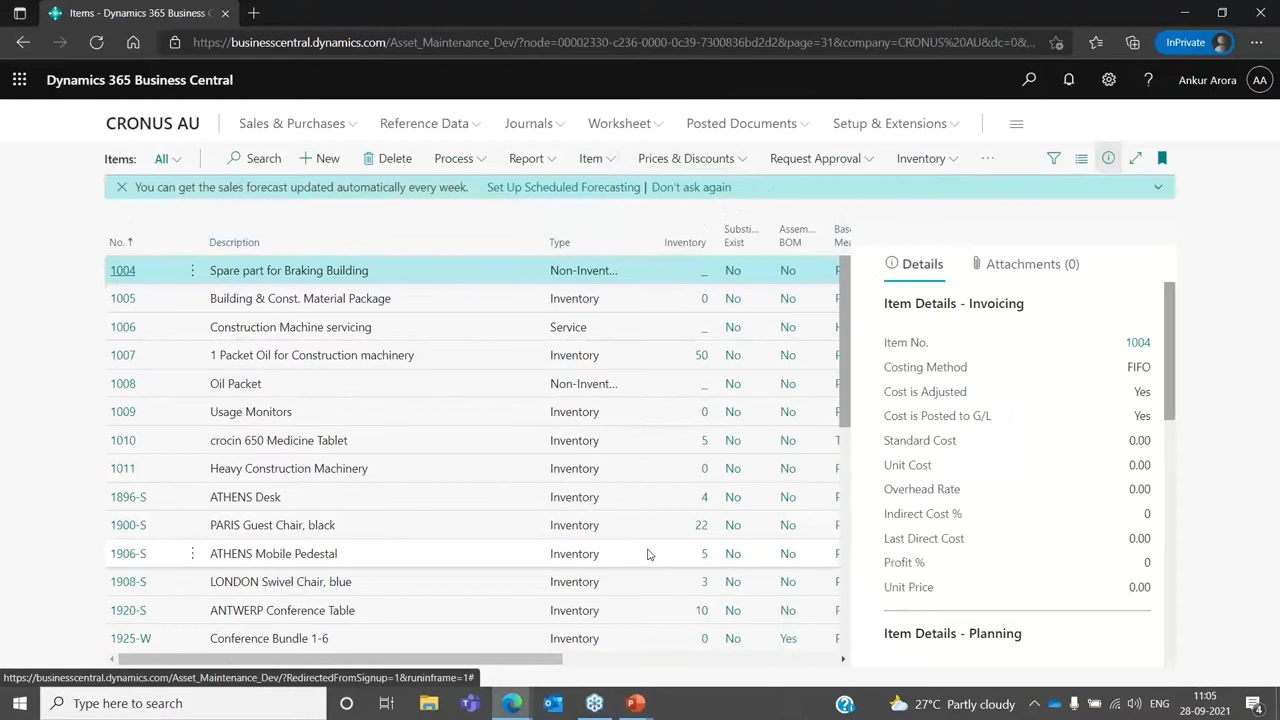 Items - Dynamics 365 Business C
https://businesscentral.dynamics.com/Asset_Maintenance_Dev/?node=00002330-c236-0000-0c39-7300836bd2d2&page=31&company=CRONUS%20AU&dc=0&...
InPrivate
Dynamics 365 Business Central
Ankur Arora AA
CRONUS AU Sales & Purchases Reference Data Journals Worksheet Posted Documents Setup & Extensions
Items: All Search New Delete Process Report Item Prices & Discounts Request Approval Inventory
You can get the sales forecast updated automatically every week. Set Up Scheduled Forecasting | Don't ask again
No. ↑ Description Type Inventory Substi... Exist Assem... BOM Bas Mea
1004 Spare part for Braking Building Non-Invent... _ No No
1005 Building & Const. Material Package Inventory 0 No No
1006 Construction Machine servicing Service _ No No
1007 1 Packet Oil for Construction machinery Inventory 50 No No
1008 Oil Packet Non-Invent... _ No No
1009 Usage Monitors Inventory 0 No No
1010 crocin 650 Medicine Tablet Inventory 5 No No
1011 Heavy Construction Machinery Inventory 0 No No
1896-S ATHENS Desk Inventory 4 No No
1900-S PARIS Guest Chair, black Inventory 22 No No
1906-S ATHENS Mobile Pedestal Inventory 5 No No
1908-S LONDON Swivel Chair, blue Inventory 3 No No
1920-S ANTWERP Conference Table Inventory 10 No No
1925-W Conference Bundle 1-6 Inventory 0 No Yes
Details Attachments (0)
Item Details - Invoicing
Item No. 1004
Costing Method FIFO
Cost is Adjusted Yes
Cost is Posted to G/L Yes
Standard Cost 0.00
Unit Cost 0.00
Overhead Rate 0.00
Indirect Cost % 0
Last Direct Cost 0.00
Profit % 0
Unit Price 0.00
Item Details - Planning
https://businesscentral.dynamics.com/Asset_Maintenance_Dev/?RedirectedFromSignup=1&runinframe=1#
Type here to search
27°C Partly cloudy
ENG
11:05
28-09-2021
4